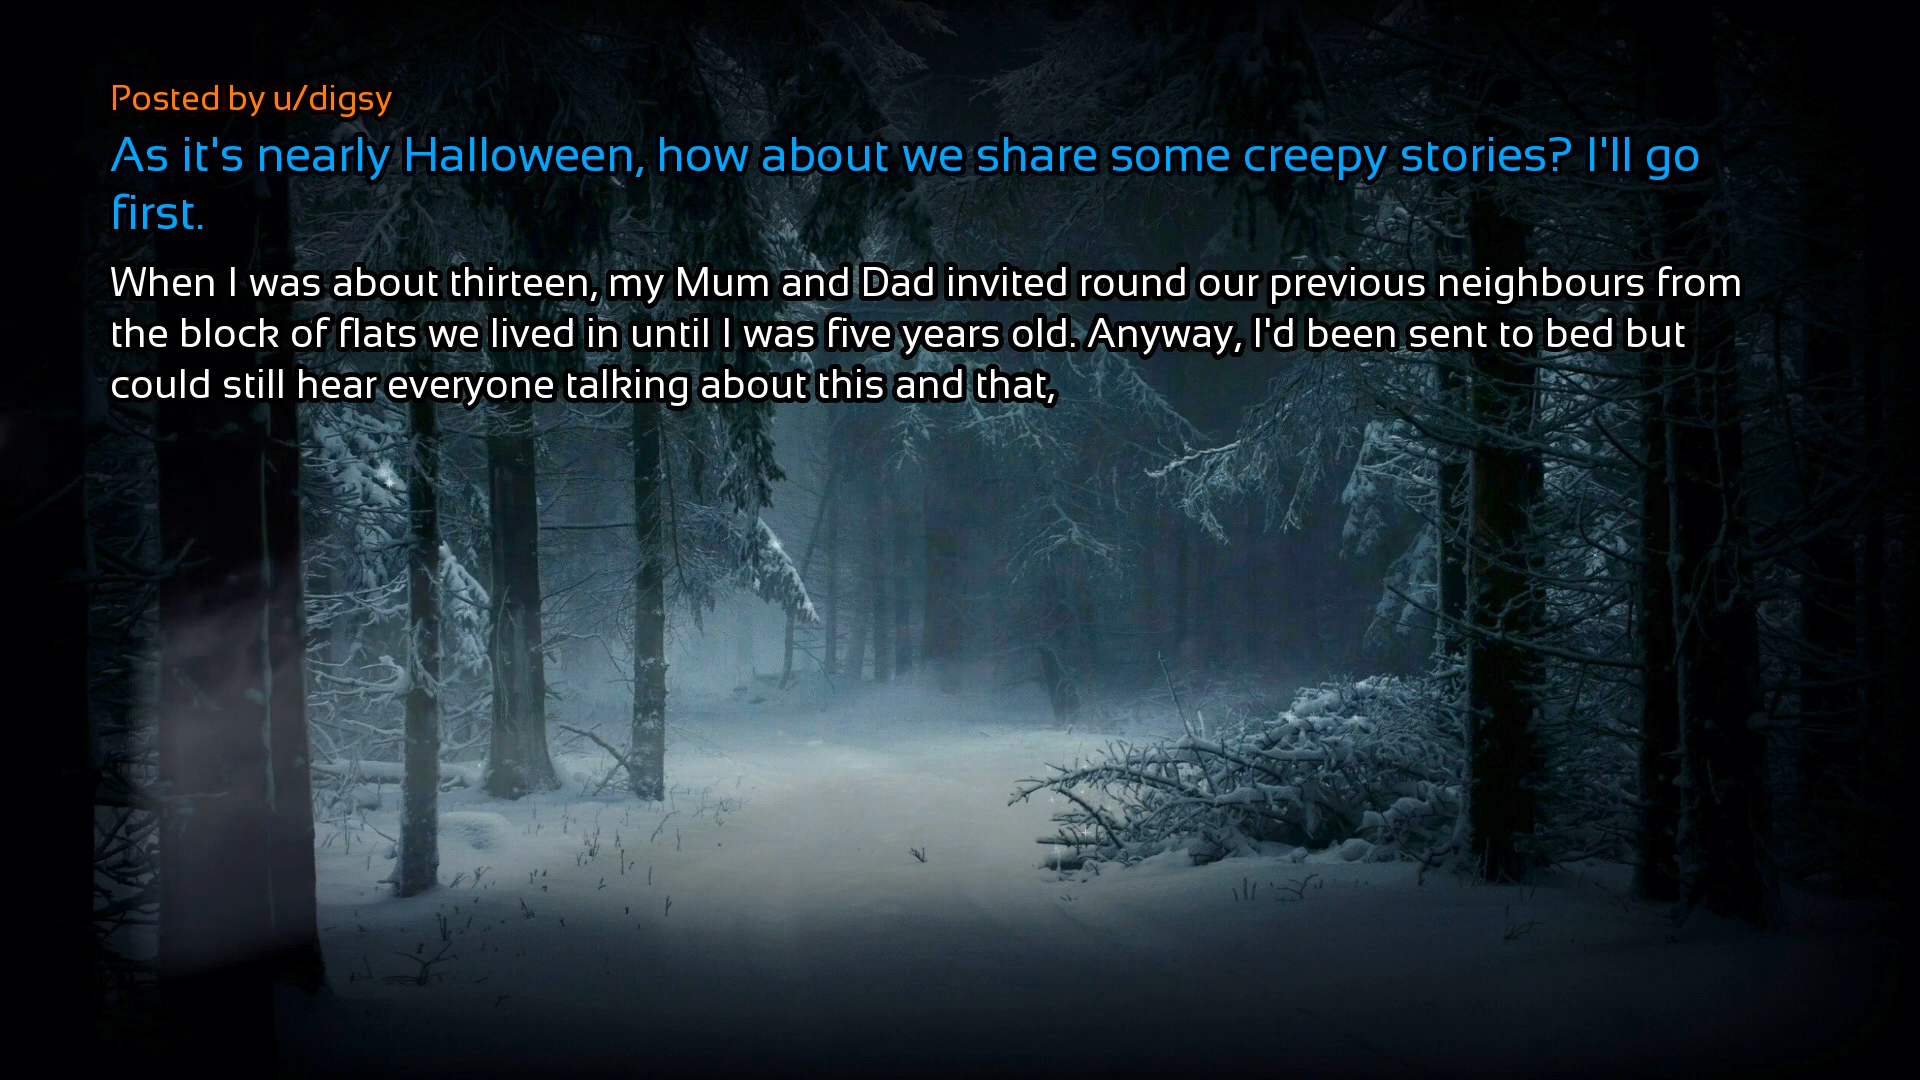 Posted by u/digsy
As it's nearly Halloween, how about we share some creepy stories? I'll go
first.
When I was about thirteen, my Mum and Dad invited round our previous neighbours from
the block of flats we lived in until I was five years old. Anyway, I'd been sent to bed but
could still hear everyone talking about this and that,